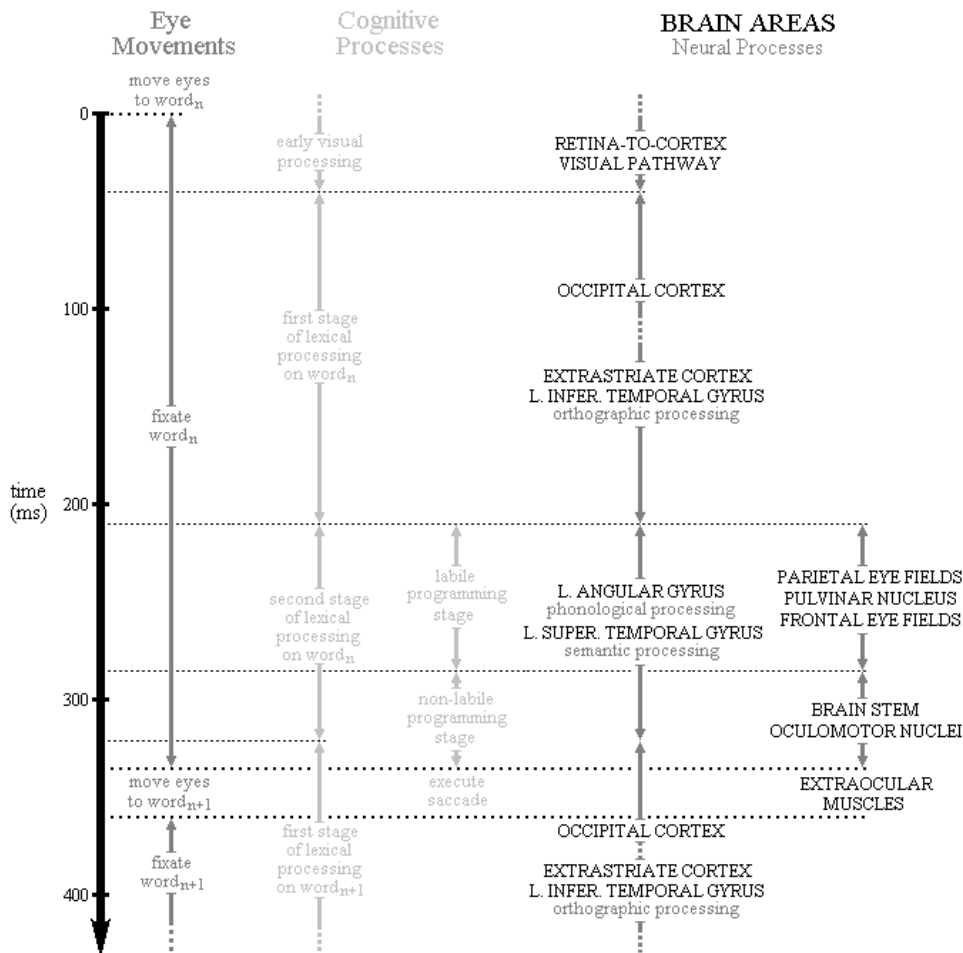 Eye
Movements
Cognitive
Processes
BRAIN AREAS
Neural Processes
move eyes
to wordn
0
early visual
processing
RETINA-TO-CORTEX
VISUAL PATHWAY
OCCIPITAL CORTEX
100
first stage
of lexical
processing
on wordn
EXTRASTRIATE CORTEX
L. INFER. TEMPORAL GYRUS
orthographic processing
fixate
wordn
time
(ms)
200
second stage
of lexical
processing
on wordn
labile
programming
stage
L. ANGULAR GYRUS
phonological processing
L. SUPER. TEMPORAL GYRUS
semantic processing
PARIETAL EYE FIELDS
PULVINAR NUCLEUS
FRONTAL EYE FIELDS
300
non-labile
programming
stage
BRAIN STEM
OCULOMOTOR NUCLEI
move eyes
to wordn+1
execute
saccade
EXTRAOCULAR
MUSCLES
fixate
wordn+1
first stage
of lexical
processing
on wordn+1
OCCIPITAL CORTEX
EXTRASTRIATE CORTEX
L. INFER. TEMPORAL GYRUS
orthographic processing
400